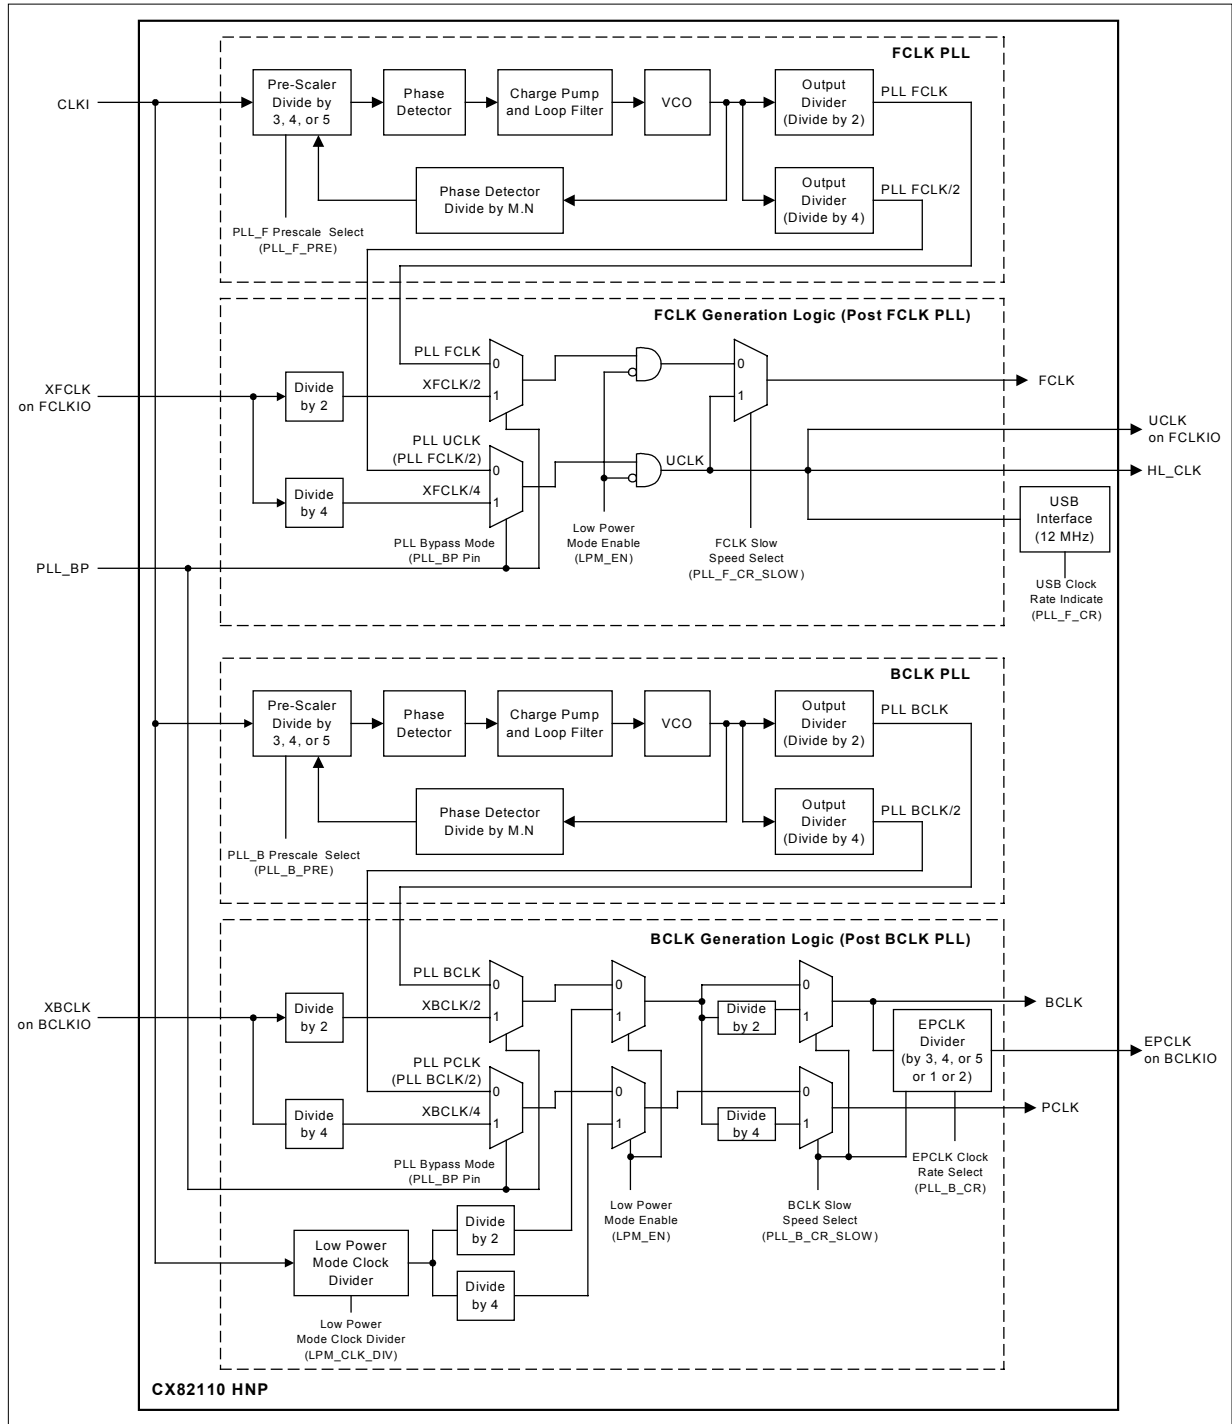 FCLK PLL
CLKI
Pre-Scaler
Divide by
3, 4, or 5
Phase
Detector
Charge Pump
and Loop Filter
VCO
Output
Divider
(Divide by 2)
PLL FCLK
Phase Detector
Divide by M.N
Output
Divider
(Divide by 4)
PLL FCLK/2
PLL_F Prescale Select
(PLL_F_PRE)
FCLK Generation Logic (Post FCLK PLL)
PLL FCLK
0
XFCLK/2
1
0
1
FCLK
XFCLK
on FCLKIO
Divide
by 2
UCLK
on FCLKIO
PLL UCLK
(PLL FCLK/2)
0
XFCLK/4
1
UCLK
HL_CLK
Divide
by 4
USB
Interface
(12 MHz)
PLL Bypass Mode
(PLL_BP Pin
Low Power
Mode Enable
(LPM_EN)
FCLK Slow
Speed Select
(PLL_F_CR_SLOW)
PLL_BP
USB Clock
Rate Indicate
(PLL_F_CR)
BCLK PLL
Pre-Scaler
Divide by
3, 4, or 5
Phase
Detector
Charge Pump
and Loop Filter
VCO
Output
Divider
(Divide by 2)
PLL BCLK
Phase Detector
Divide by M.N
Output
Divider
(Divide by 4)
PLL BCLK/2
PLL_B Prescale Select
(PLL_B_PRE)
BCLK Generation Logic (Post BCLK PLL)
PLL BCLK
0
XBCLK/2
1
0
1
0
1
Divide
by 2
BCLK
XBCLK
on BCLKIO
Divide
by 2
EPCLK
Divider
(by 3, 4, or 5
or 1 or 2)
EPCLK
on BCLKIO
PLL PCLK
(PLL BCLK/2)
0
XBCLK/4
1
0
1
0
1
Divide
by 4
PCLK
Divide
by 4
PLL Bypass Mode
(PLL_BP Pin
Low Power
Mode Enable
(LPM_EN)
BCLK Slow
Speed Select
(PLL_B_CR_SLOW)
EPCLK Clock
Rate Select
(PLL_B_CR)
Low Power
Mode Clock
Divider
Divide
by 2
Divide
by 4
Low Power
Mode Clock Divider
(LPM_CLK_DIV)
CX82110 HNP